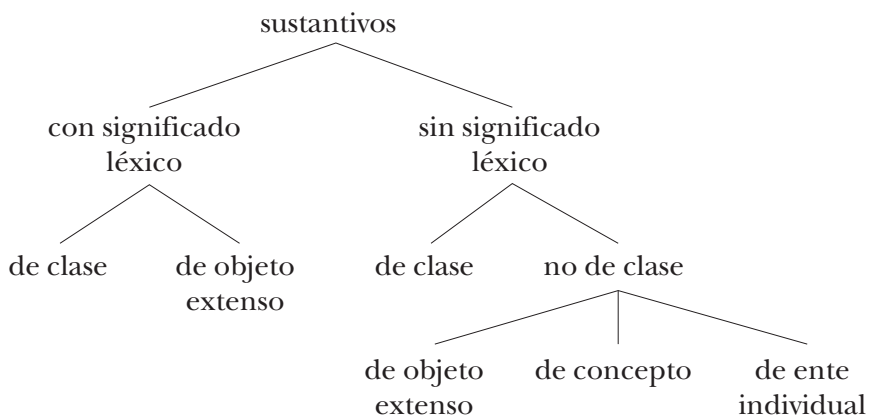 sustantivos
con significado sin significado
léxico léxico
de clase de objeto de clase no de clase
extenso
de objeto de concepto de ente
extenso individual